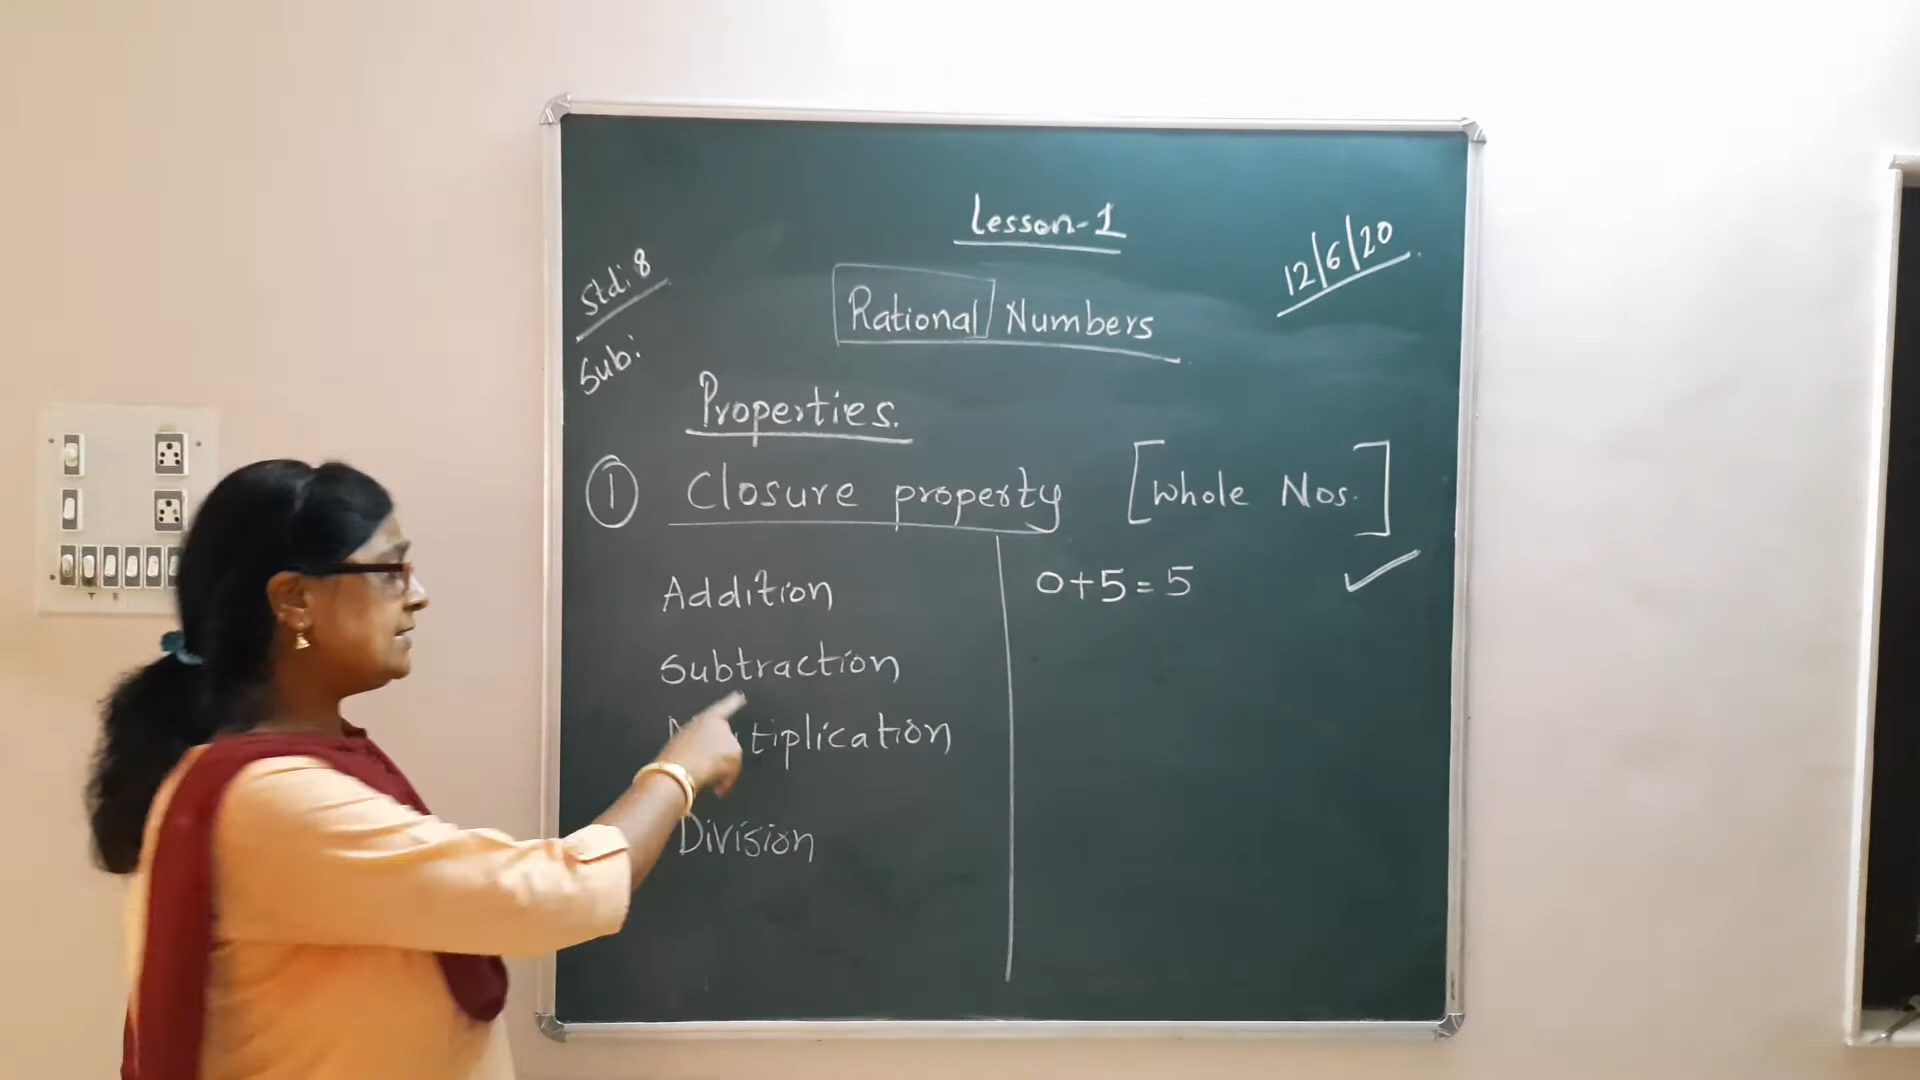 Lesson-1
12/6/20
Std: 8
Sub:
Rational Numbers
Properties.
① Closure property [Whole Nos.]
Addition 0+5=5 ✓
Subtraction
tiplication
Division